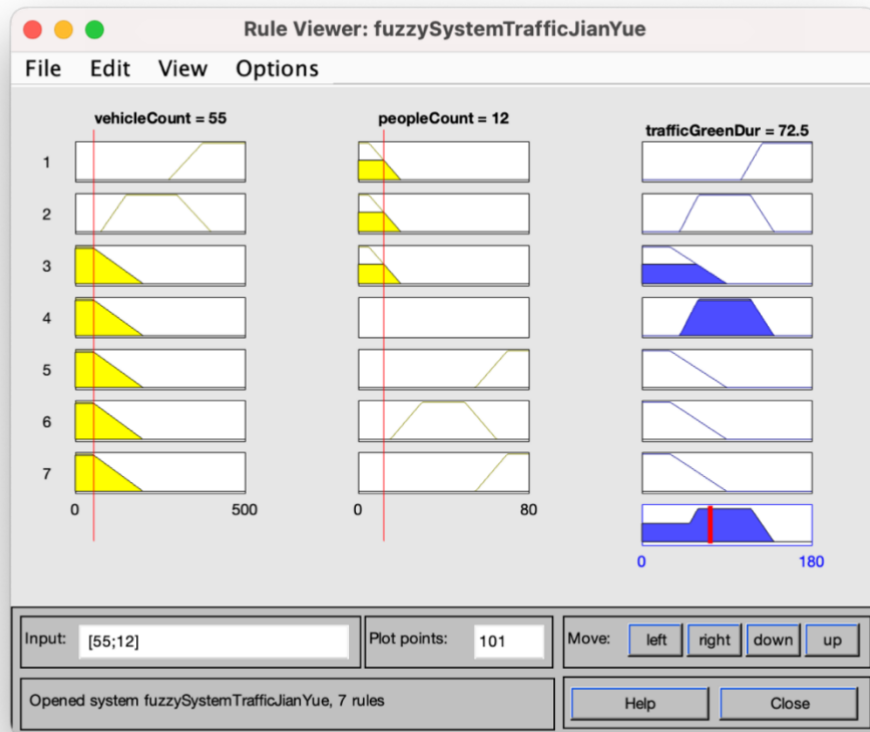 Rule Viewer: fuzzySystemTrafficJianYue
File Edit View Options
vehicleCount = 55
peopleCount = 12
trafficGreenDur = 72.5
1
2
3
4
5
6
7
0 500
0 80
0 180
Input: [55;12]
Plot points: 101
Move: left right down up
Opened system fuzzySystemTrafficJianYue, 7 rules
Help Close